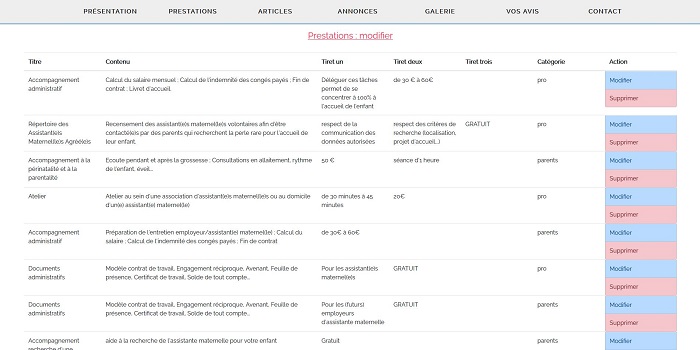 PRÉSENTATION PRESTATIONS ARTICLES ANNONCES GALERIE VOS AVIS CONTACT
Prestations : modifier
Titre Contenu Tiret un Tiret deux Tiret trois Catégorie Action
Accompagnement Calcul du salaire mensuel ; Calcul de l'indemnité des congés payés ; Fin de Déléguer ces tâches de 30 € à 60€ pro Modifier
administratif contrat ; Livret d'accueil permet de se
concentrer à 100% à Supprimer
l'accueil de l'enfant
Répertoire des Recensement des assistant(e)s maternel(le)s volontaires afin d'être respect de la respect des critères de GRATUIT pro Modifier
Assistant(e)s contacté(e)s par des parents qui recherchent la perle rare pour l'accueil de communication des recherche (localisation,
Maternel(le)s Agréé(e)s leur enfant. données autorisées projet d'accueil...) Supprimer
Accompagnement à la Ecoute pendant et après la grossesse ; Consultations en allaitement, rythme 50 € séance d'1 heure parents Modifier
périnatalité et à la de l'enfant, eveil...
parentalité Supprimer
Atelier Atelier au sein d'une association d'assistant(e)s maternel(le)s ou au domicile de 30 minutes à 45 20€ pro Modifier
d'un(e) assistant(e) maternel(le) minutes
Supprimer
Accompagnement Préparation de l'entretien employeur/assistant(e) maternel(le) ; Calcul du de 30€ à 60€ parents Modifier
administratif salaire ; Calcul de l'indemnité des congés payés ; Fin de contrat
Supprimer
Documents Modèle contrat de travail, Engagement réciproque, Avenant, Feuille de Pour les assistant(e)s GRATUIT pro Modifier
administratifs présence, Certificat de travail, Solde de tout compte... maternel(le)s
Supprimer
Documents Modèle contrat de travail, Engagement réciproque, Avenant, Feuille de Pour les (futurs) GRATUIT parents Modifier
administratifs présence, Certificat de travail, Solde de tout compte... employeurs
d'assistante maternelle Supprimer
Accompagnement aide à la recherche de l'assistante maternelle pour votre enfant Gratuit parents Modifier
recherche d'une